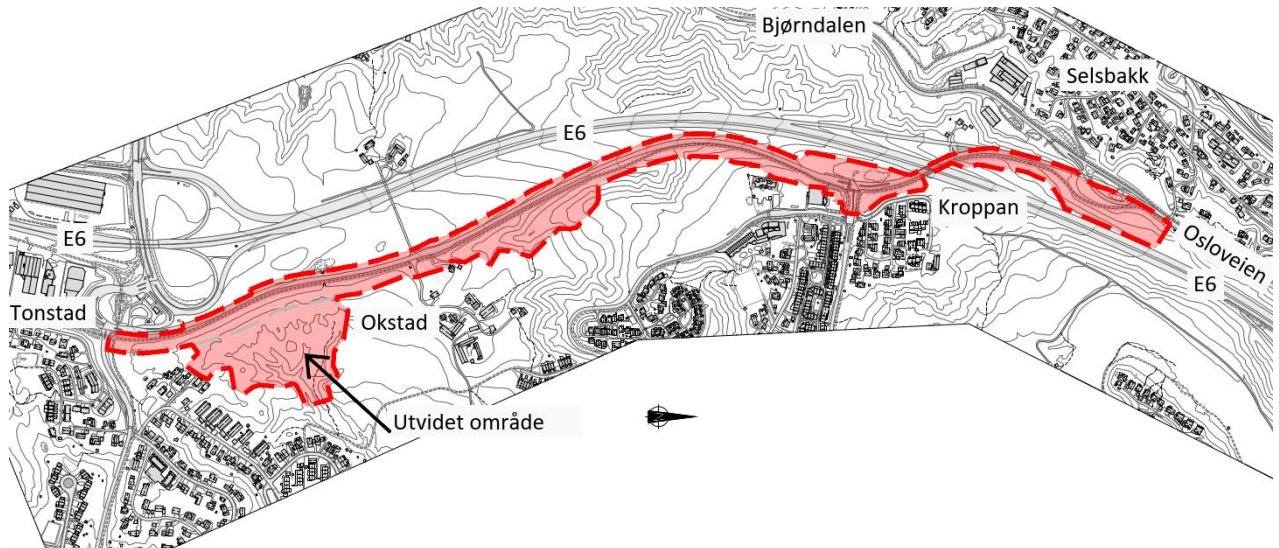 Bjørndalen
Selsbakk
E6
Kroppan
Osloveien
E6
E6
Tonstad
Okstad
Utvidet område